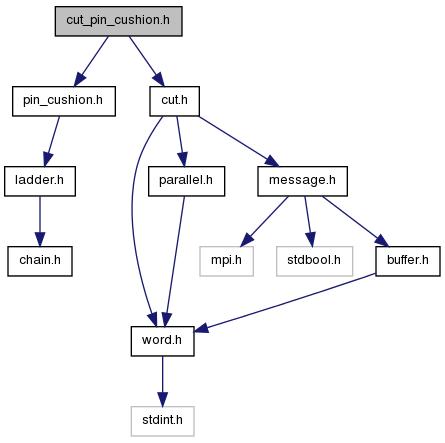 cut_pin_cushion.h
pin_cushion.h
cut.h
ladder.h
parallel.h
message.h
chain.h
mpi.h
stdbool.h
buffer.h
word.h
stdint.h